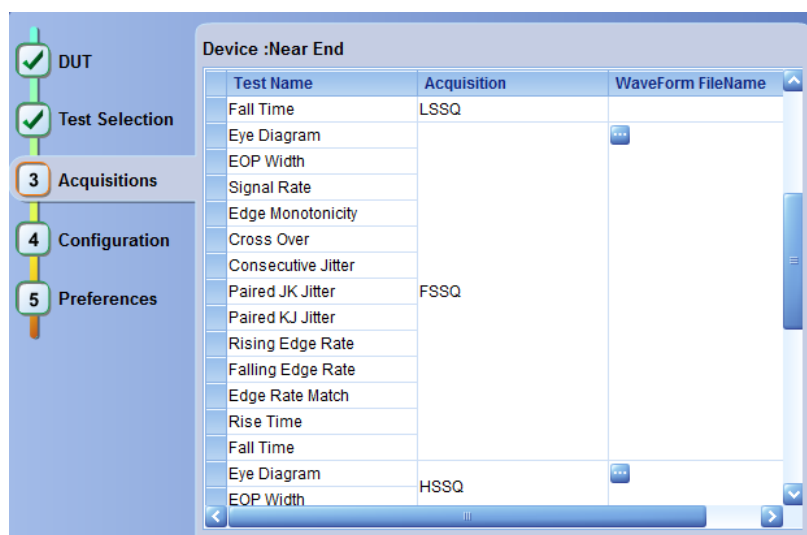 DUT
Test Selection
3 Acquisitions
4 Configuration
5 Preferences
Device :Near End
Test Name Acquisition WaveForm FileName
Fall Time LSSQ
Eye Diagram
EOP Width
Signal Rate
Edge Monotonicity
Cross Over
Consecutive Jitter
Paired JK Jitter FSSQ
Paired KJ Jitter
Rising Edge Rate
Falling Edge Rate
Edge Rate Match
Rise Time
Fall Time
Eye Diagram
HSSQ
EOP Width